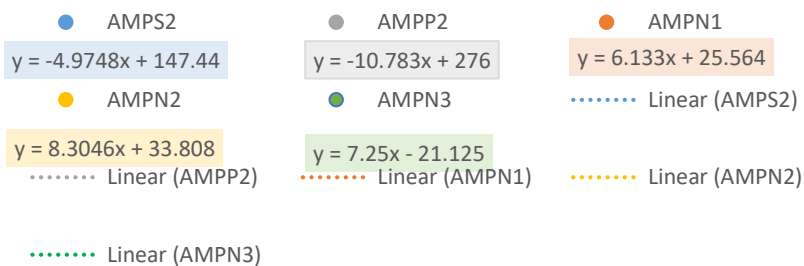 AMPS2 AMPP2 AMPN1
y = -4.9748x + 147.44 y = -10.783x + 276 y = 6.133x + 25.564
AMPN2 AMPN3 Linear (AMPS2)
y = 8.3046x + 33.808 y = 7.25x - 21.125
Linear (AMPP2) Linear (AMPN1) Linear (AMPN2)
Linear (AMPN3)